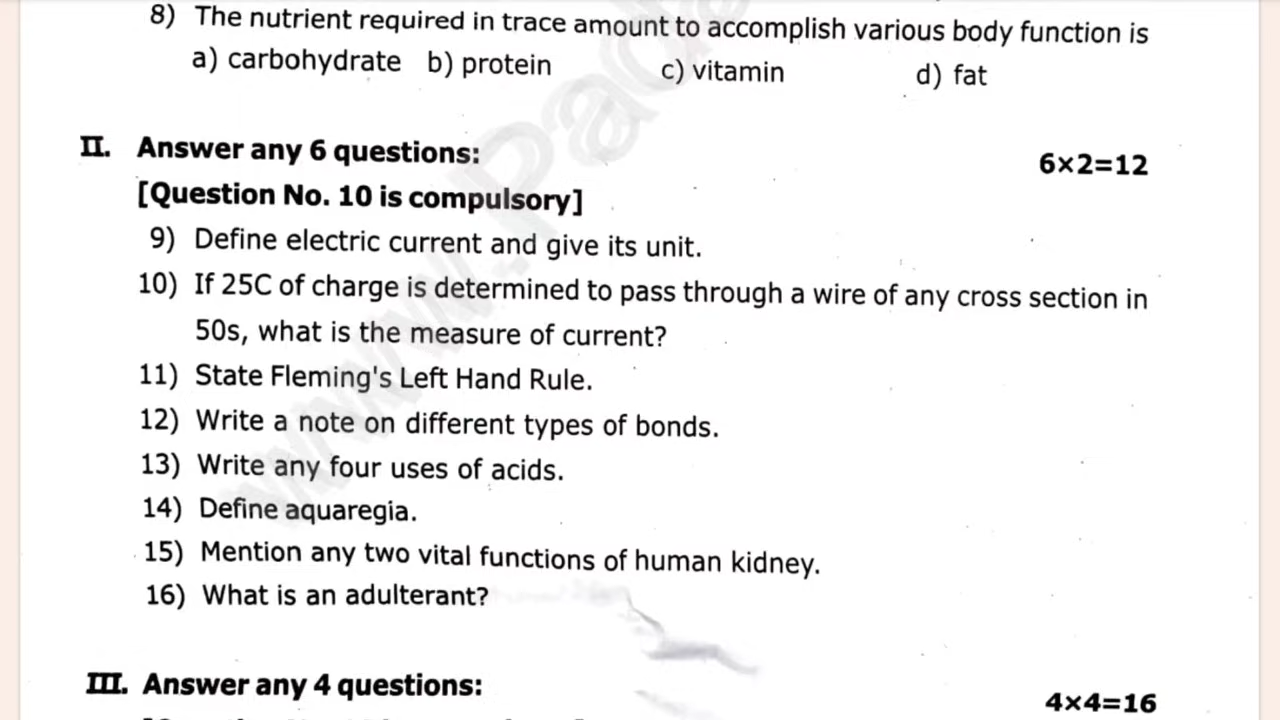 8) The nutrient required in trace amount to accomplish various body function is
a) carbohydrate b) protein c) vitamin d) fat
II. Answer any 6 questions: 6×2=12
[Question No. 10 is compulsory]
9) Define electric current and give its unit.
10) If 25C of charge is determined to pass through a wire of any cross section in
50s, what is the measure of current?
11) State Fleming's Left Hand Rule.
12) Write a note on different types of bonds.
13) Write any four uses of acids.
14) Define aquaregia.
15) Mention any two vital functions of human kidney.
16) What is an adulterant?
III. Answer any 4 questions: 4×4=16